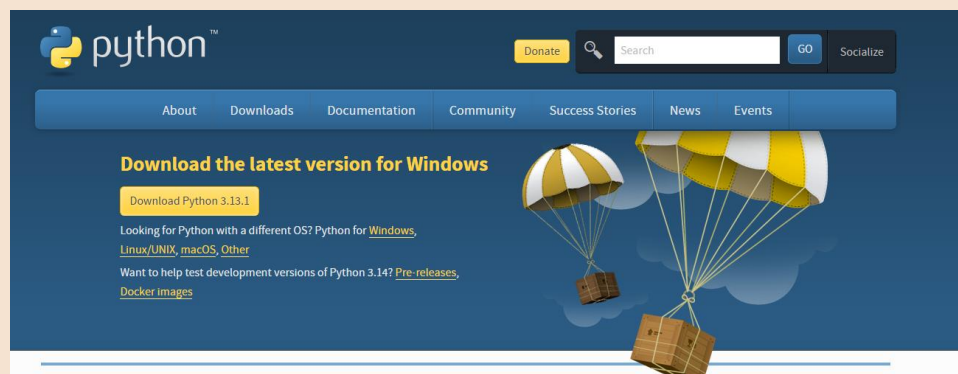 python™
Donate
Search
GO
Socialize
About Downloads Documentation Community Success Stories News Events
Download the latest version for Windows
Download Python 3.13.1
Looking for Python with a different OS? Python for Windows,
Linux/UNIX, macOS, Other
Want to help test development versions of Python 3.14? Pre-releases,
Docker images